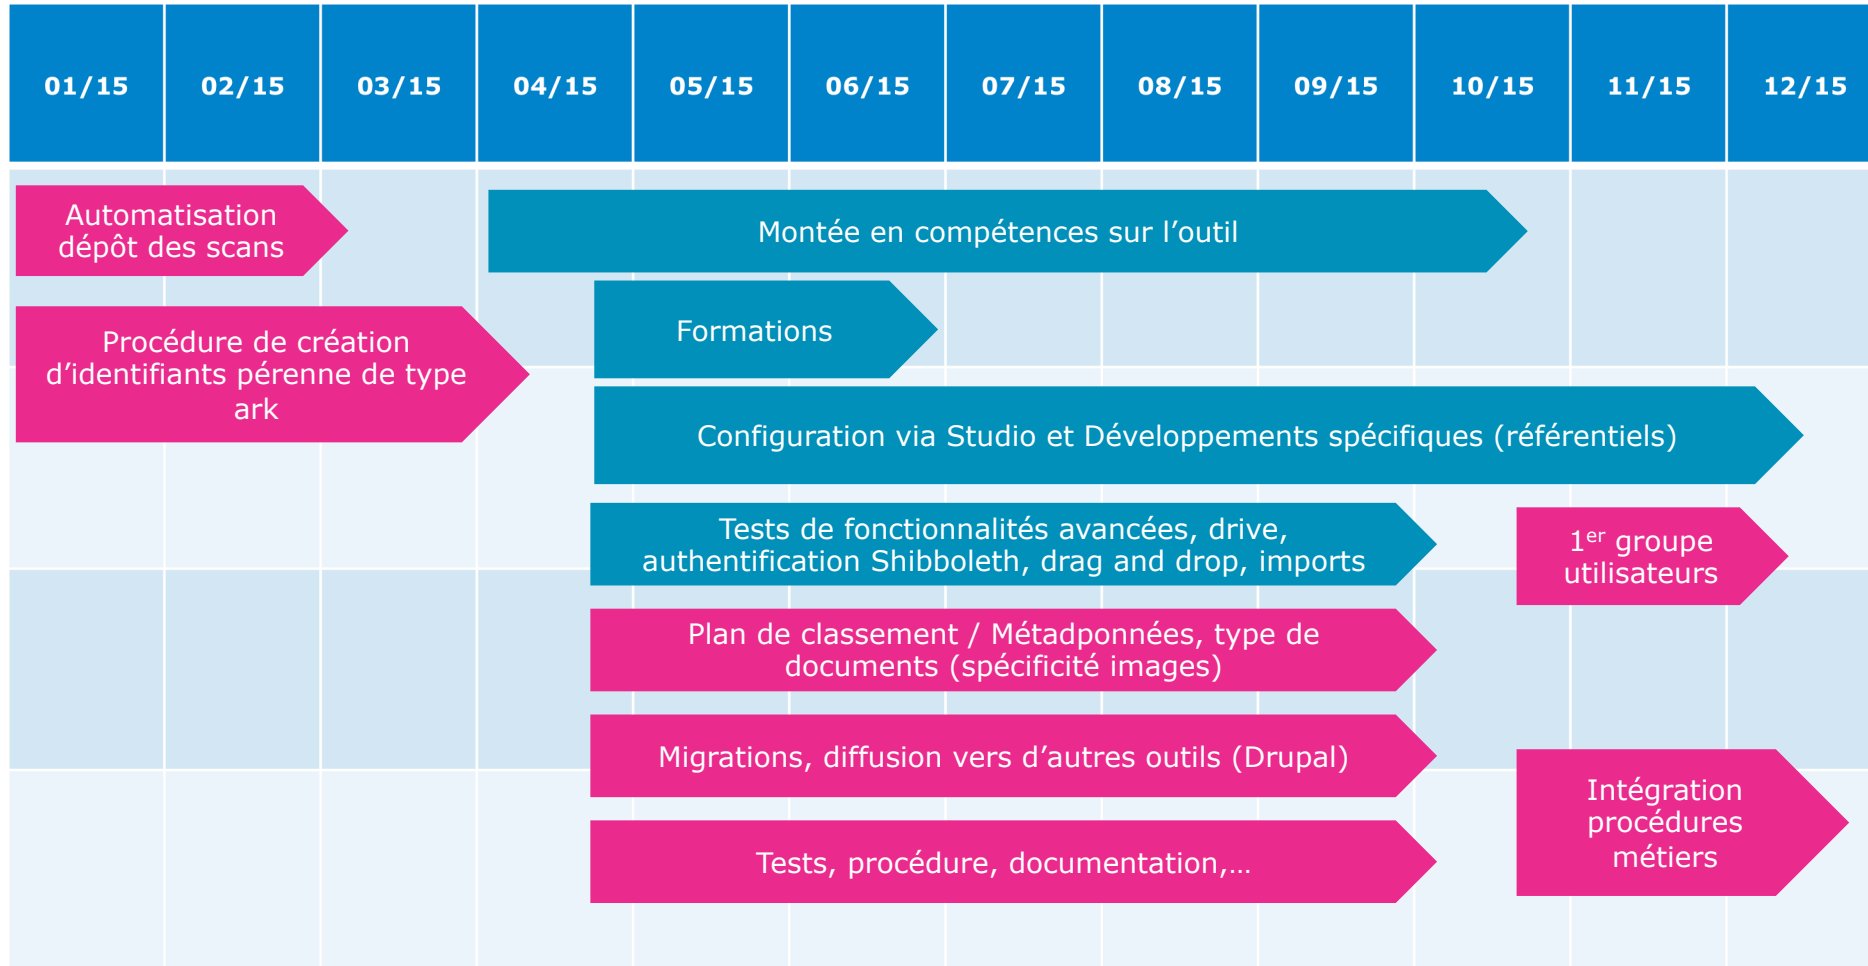 01/15 02/15 03/15 04/15 05/15 06/15 07/15 08/15 09/15 10/15 11/15 12/15
Automatisation
dépôt des scans
Montée en compétences sur l’outil
Formations
Procédure de création
d’identifiants pérenne de type
ark
Configuration via Studio et Développements spécifiques (référentiels)
Tests de fonctionnalités avancées, drive,
authentification Shibboleth, drag and drop, imports
1er groupe
utilisateurs
Plan de classement / Métadponnées, type de
documents (spécificité images)
Migrations, diffusion vers d’autres outils (Drupal)
Intégration
procédures
métiers
Tests, procédure, documentation,…